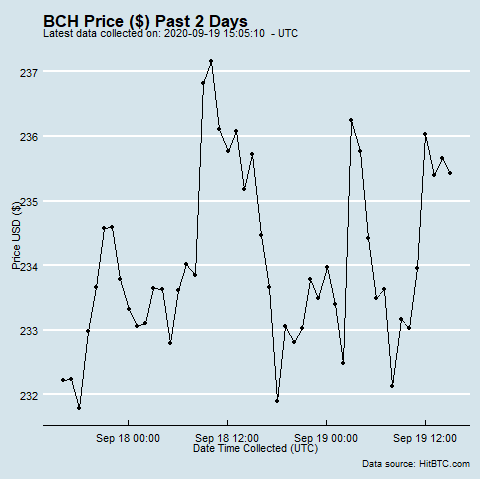 BCH Price ($) Past 2 Days
Latest data collected on: 2020-09-19 15:05:10 - UTC
237
236
235
234
233
232
Price USD ($)
Sep 18 00:00 Sep 18 12:00 Sep 19 00:00 Sep 19 12:00
Date Time Collected (UTC)
Data source: HitBTC.com